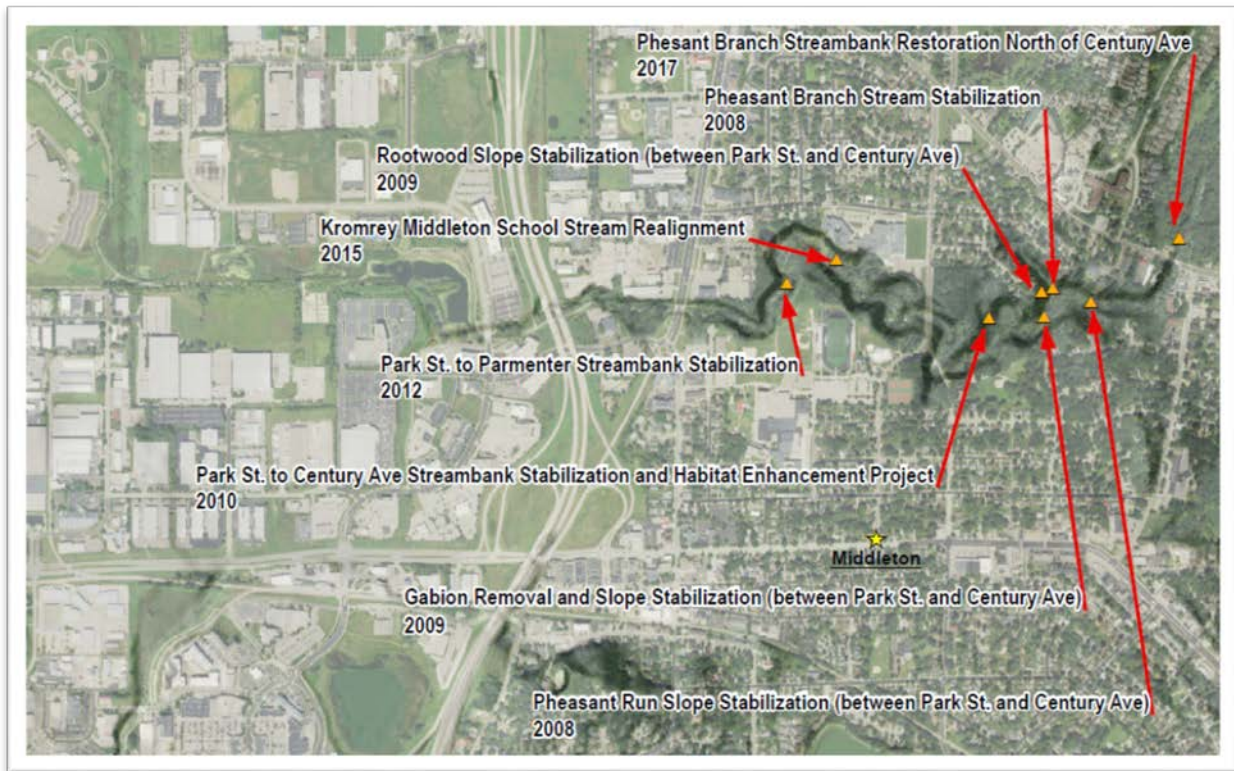 Phesant Branch Streambank Restoration North of Century Ave
2017
Pheasant Branch Stream Stabilization
2008
Rootwood Slope Stabilization (between Park St. and Century Ave)
2009
Kromrey Middleton School Stream Realignment
2015
Park St. to Parmenter Streambank Stabilization
2012
Park St. to Century Ave Streambank Stabilization and Habitat Enhancement Project
2010
Middleton
Gabion Removal and Slope Stabilization (between Park St. and Century Ave)
2009
Pheasant Run Slope Stabilization (between Park St. and Century Ave)
2008